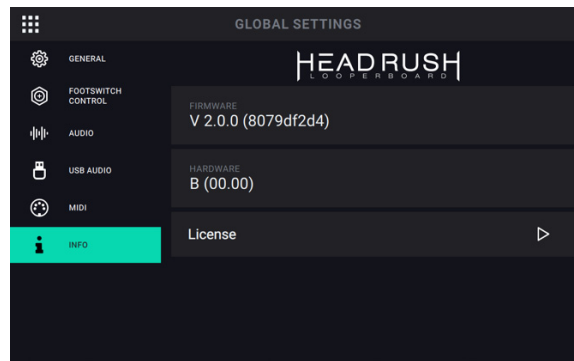 GLOBAL SETTINGS
GENERAL
FOOTSWITCH
CONTROL
AUDIO
USB AUDIO
MIDI
INFO
HEADRUSH
LOOPERBOARD
FIRMWARE
V 2.0.0 (8079df2d4)
HARDWARE
B (00.00)
License